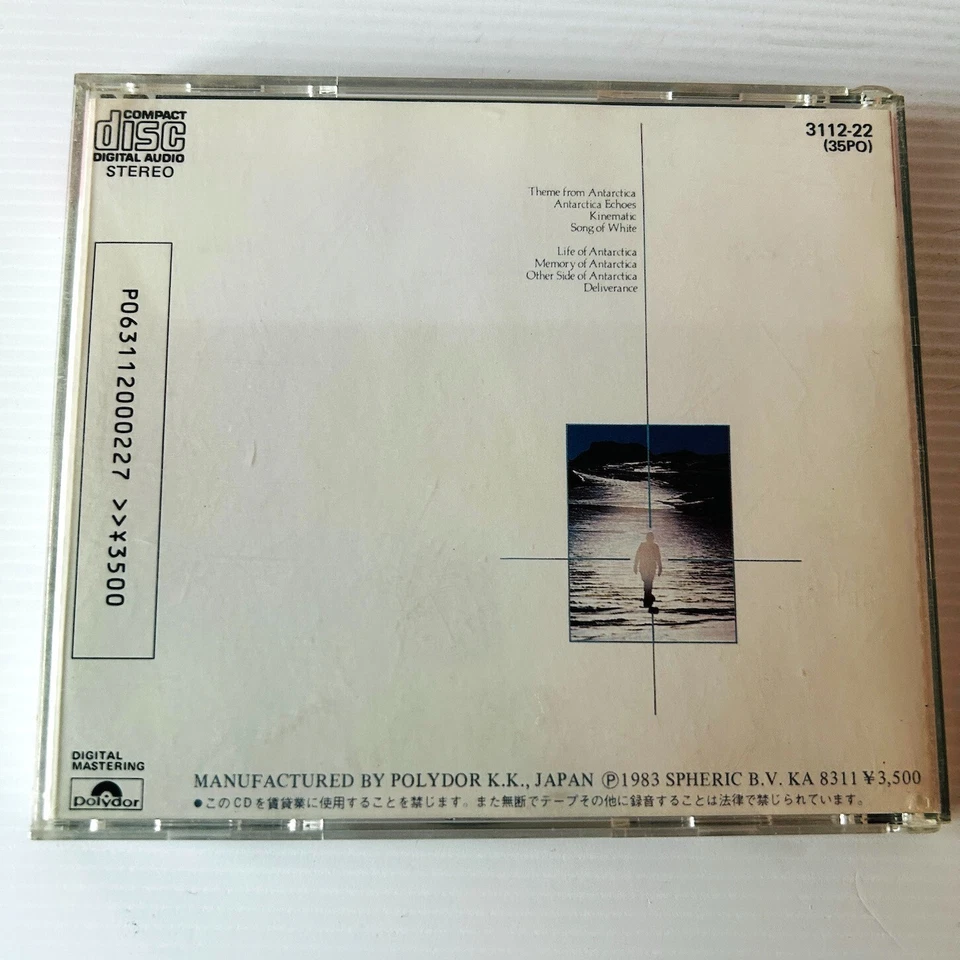 COMPACT
disc
DIGITAL AUDIO
STEREO
3112-22
(35PO)
Theme from Antarctica
Antarctica Echoes
Kinematic
Song of White
Life of Antarctica
Memory of Antarctica
Other Side of Antarctica
Deliverance
P063112000227 >>¥3500
DIGITAL
MASTERING
polydor
MANUFACTURED BY POLYDOR K.K., JAPAN Ⓟ1983 SPHERIC B.V. KA 8311 ¥3,500
●このCDを賃貸業に使用することを禁じます。また無断でテープその他に録音することは法律で禁じられています。